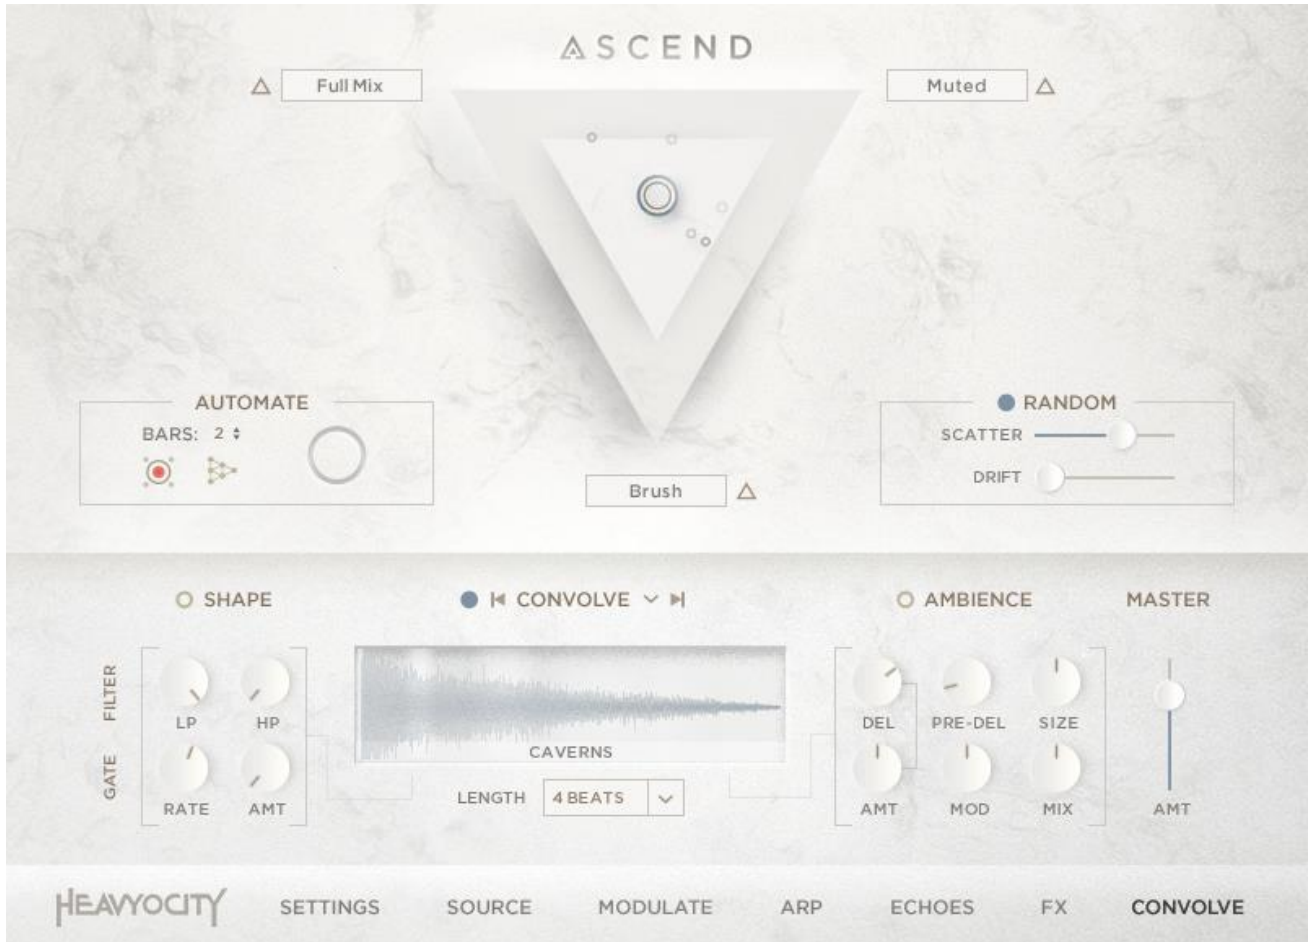 ASCEND
Full Mix
Muted
AUTOMATE
BARS: 2
RANDOM
SCATTER
DRIFT
Brush
SHAPE
CONVOLVE
AMBIENCE
MASTER
FILTER
LP
HP
GATE
RATE
AMT
CAVERNS
LENGTH 4 BEATS
DEL
PRE-DEL
SIZE
AMT
MOD
MIX
AMT
HEAVYOCITY
SETTINGS
SOURCE
MODULATE
ARP
ECHOES
FX
CONVOLVE